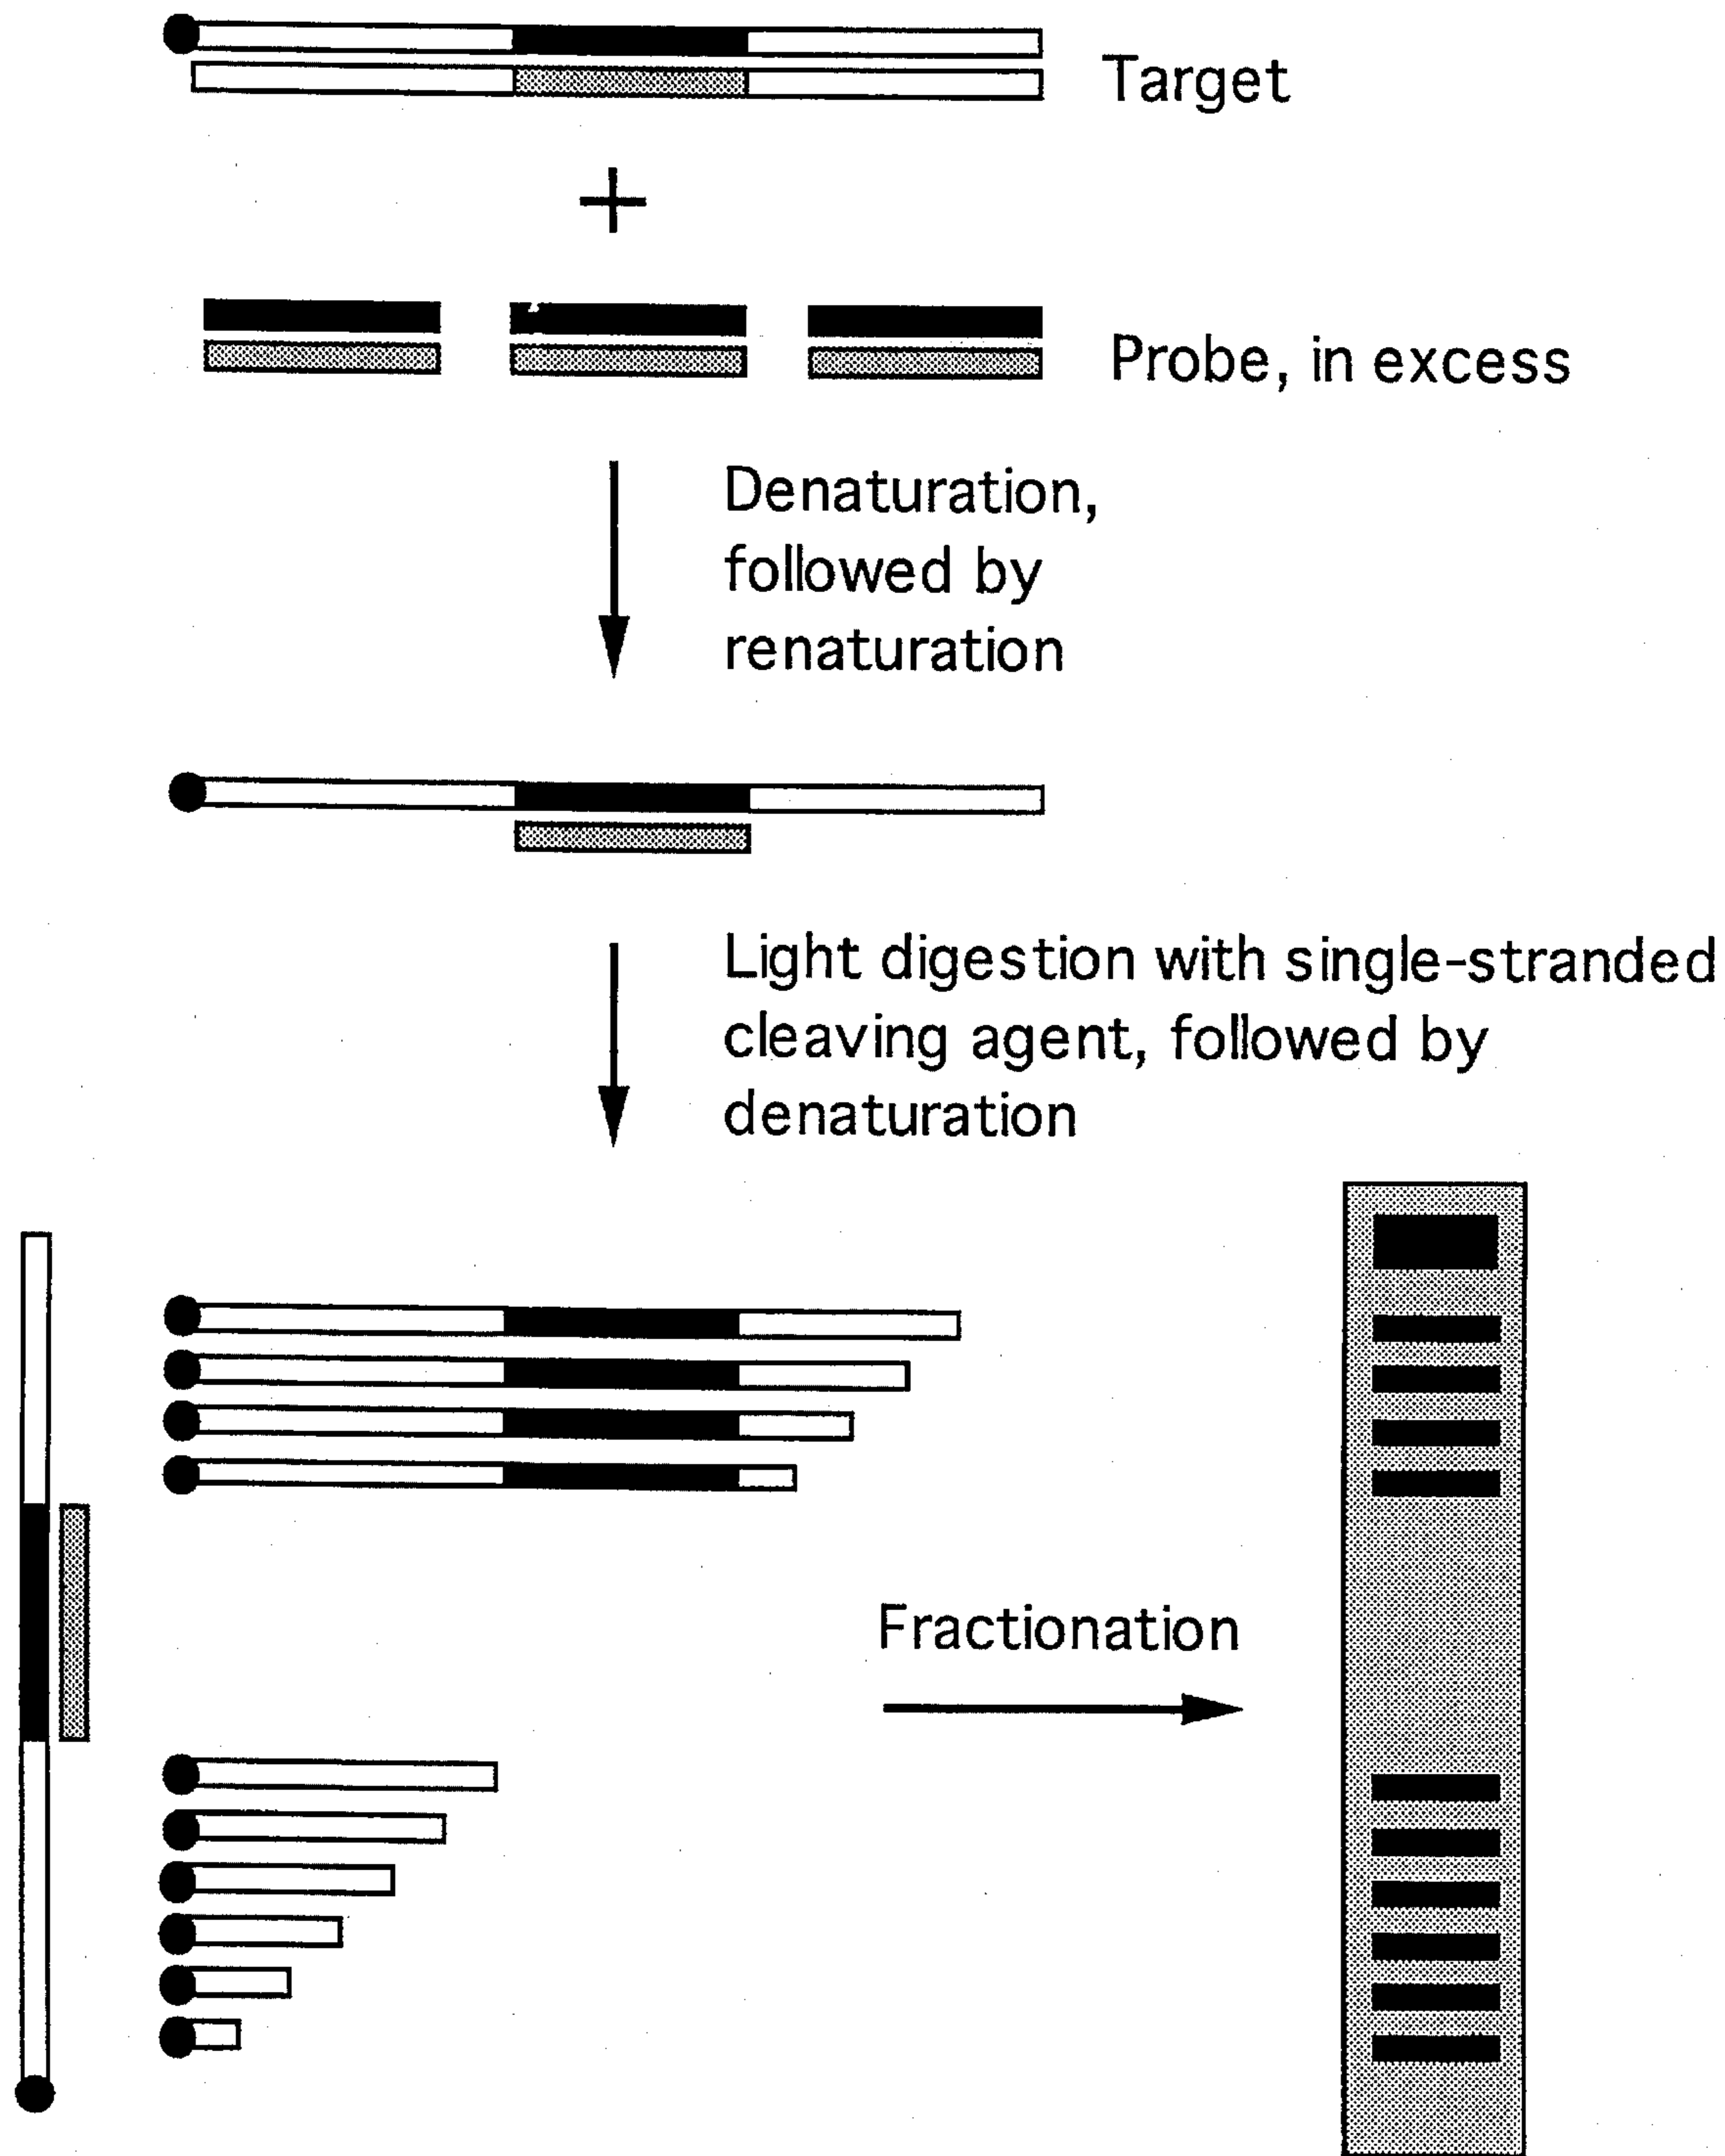 Target
Probe, in excess
Denaturation,
followed by
renaturation
Light digestion with single-stranded
cleaving agent, followed by
denaturation
Fractionation